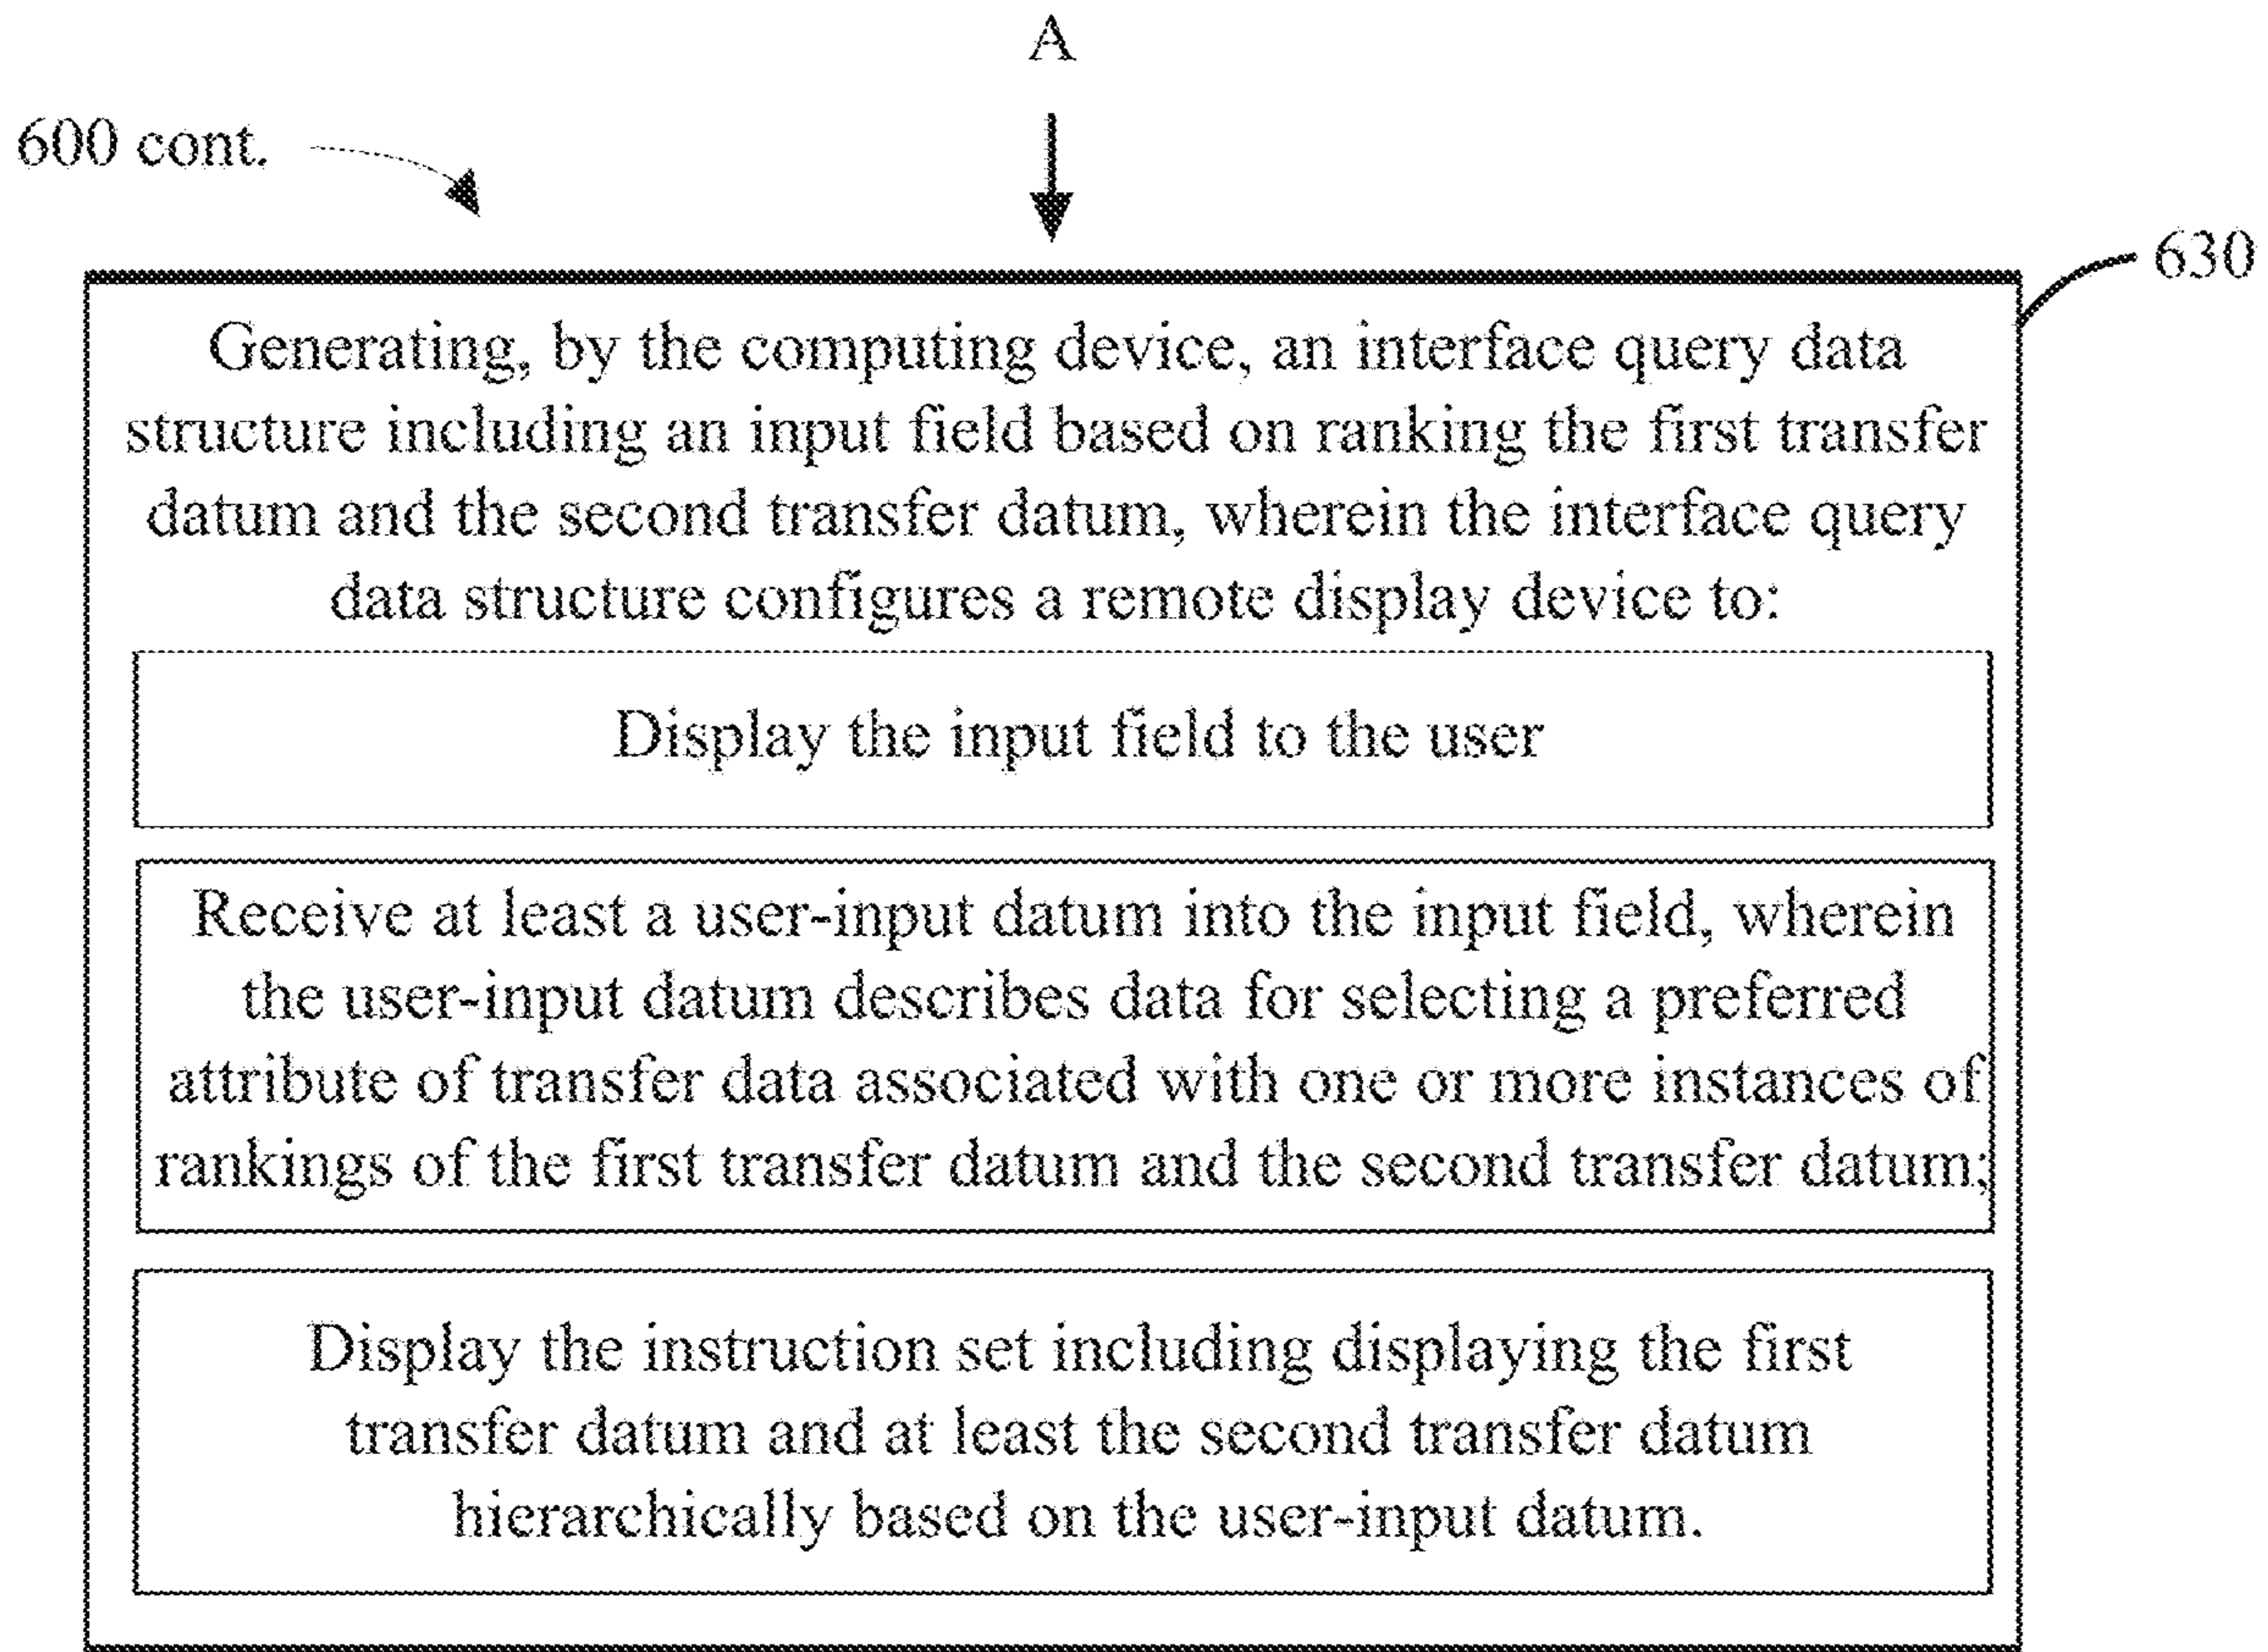 A
600 cont.
630
Generating, by the computing device, an interface query data
structure including an input field based on ranking the first transfer
datum and the second transfer datum, wherein the interface query
data structure configures a remote display device to:
Display the input field to the user
Receive at least a user-input datum into the input field, wherein
the user-input datum describes data for selecting a preferred
attribute of transfer data associated with one or more instances of
rankings of the first transfer datum and the second transfer datum;
Display the instruction set including displaying the first
transfer datum and at least the second transfer datum
hierarchically based on the user-input datum.